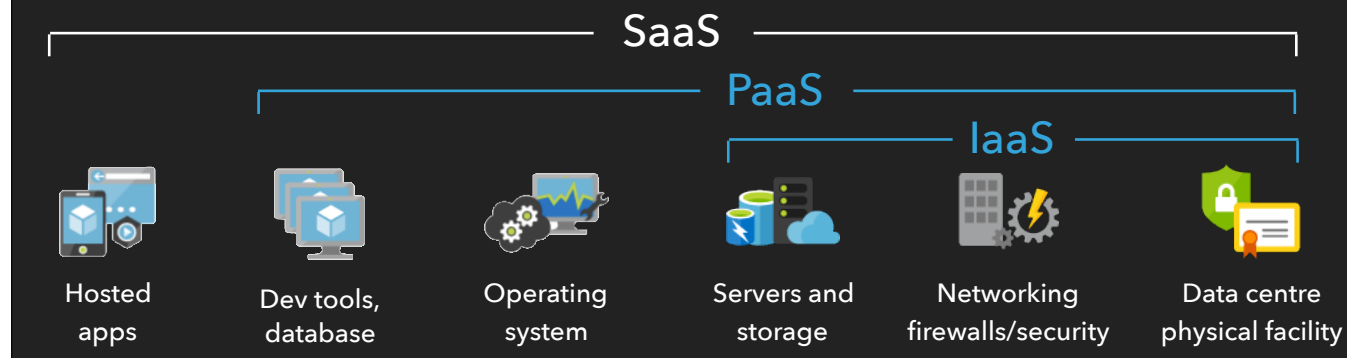 SaaS
PaaS
IaaS
Hosted
apps
Dev tools,
database
Operating
system
Servers and
storage
Networking
firewalls/security
Data centre
physical facility